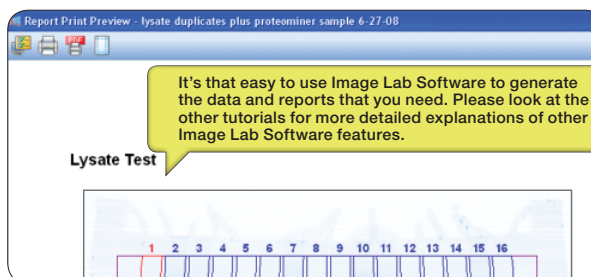 Report Print Preview - lysate duplicates plus proteominer sample 6-27-08
PDF
It's that easy to use Image Lab Software to generate
the data and reports that you need. Please look at the
other tutorials for more detailed explanations of other
Image Lab Software features.
Lysate Test
1 2 3 4 5 6 7 8 9 10 11 12 13 14 15 16